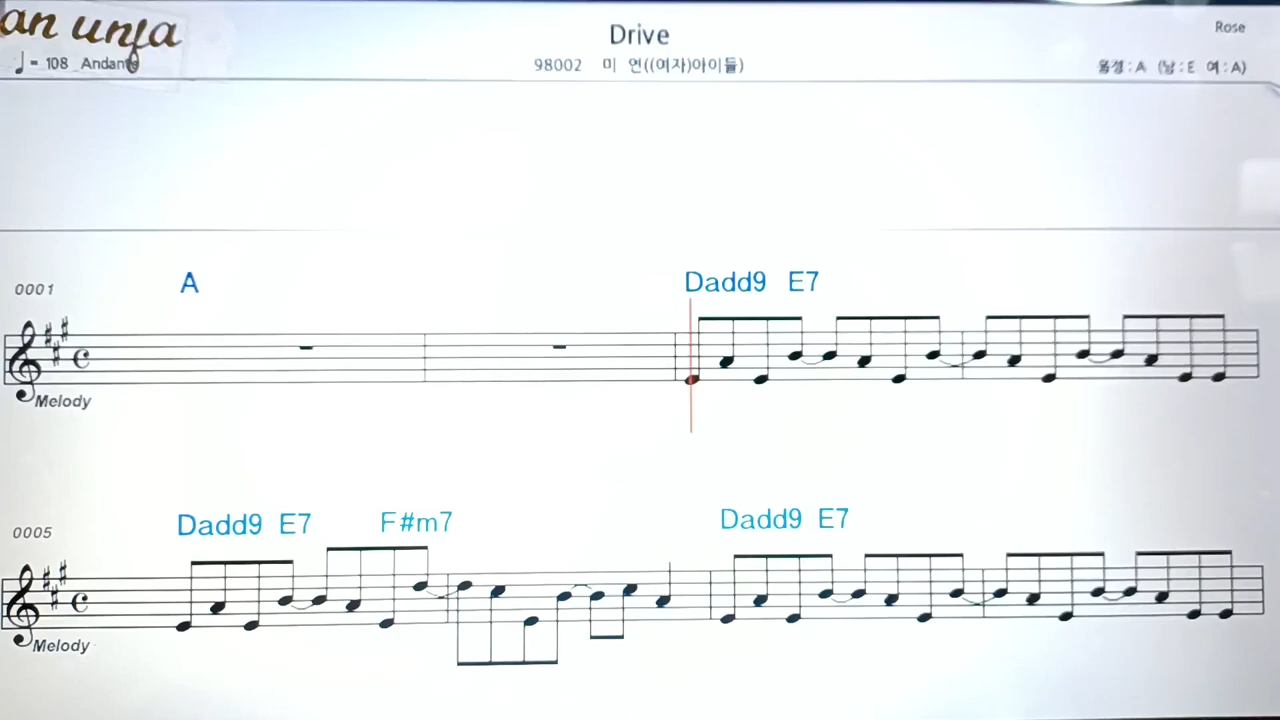 an unfa
Drive
Rose
♩= 108 Andante
98002 미 연((여자)아이들)
음정:A (남:E 여:A)
0001
A
Dadd9 E7
Melody
0005
Dadd9 E7 F#m7 Dadd9 E7
Melody